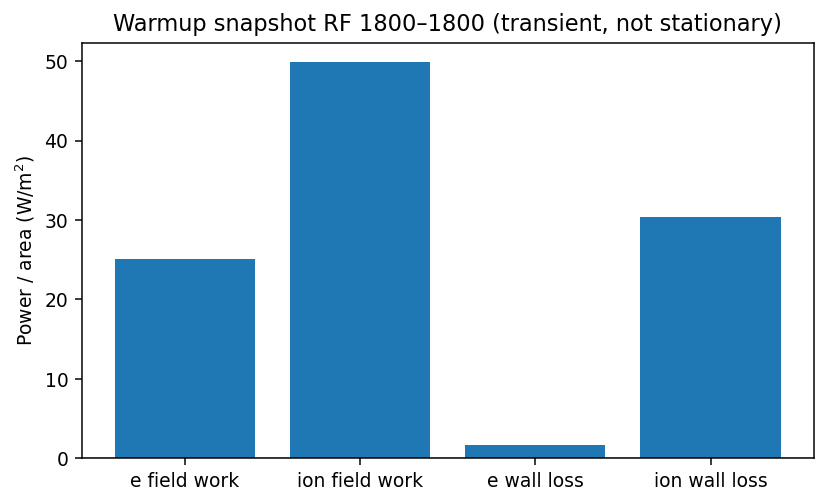 Warmup snapshot RF 1800–1800 (transient, not stationary)
Power / area (W/m²)
50
40
30
20
10
0
e field work
ion field work
e wall loss
ion wall loss